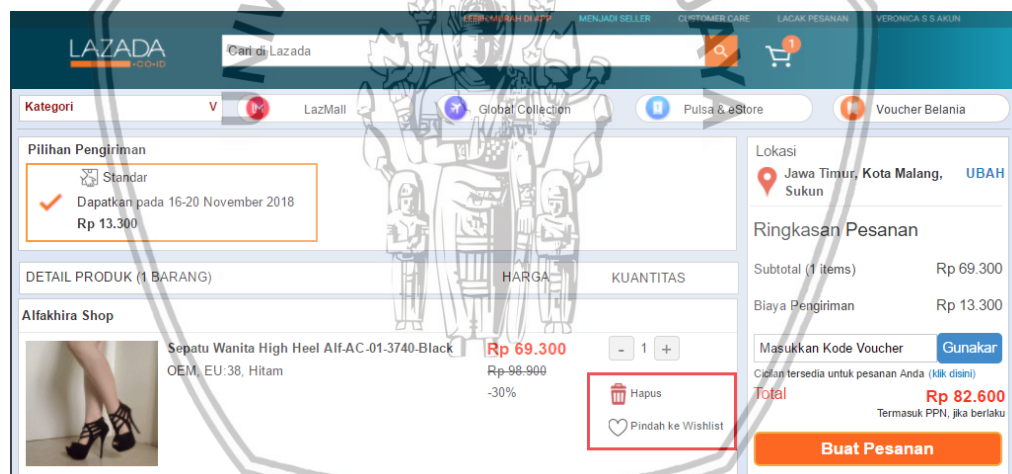 UNIV
AYA
LEBIH MURAH DI APP MENJADI SELLER CUSTOMER CARE LACAK PESANAN VERONICA S S AKUN
LAZADA
.CO.ID
Cari di Lazada
1
Kategori V LazMall Global Collection Pulsa & eStore Voucher Belania
Pilihan Pengiriman
Standar
Dapatkan pada 16-20 November 2018
Rp 13.300
DETAIL PRODUK (1 BARANG) HARGA KUANTITAS
Alfakhira Shop
Sepatu Wanita High Heel Alf-AC-01-3740-Black Rp 69.300 - 1 +
OEM, EU:38, Hitam Rp 98.900
-30%
Hapus
Pindah ke Wishlist
Lokasi
Jawa Timur, Kota Malang, UBAH
Sukun
Ringkasan Pesanan
Subtotal (1 items) Rp 69.300
Biaya Pengiriman Rp 13.300
Masukkan Kode Voucher Gunakar
Cicilan tersedia untuk pesanan Anda (klik disini)
Total Rp 82.600
Termasuk PPN, jika berlaku
Buat Pesanan